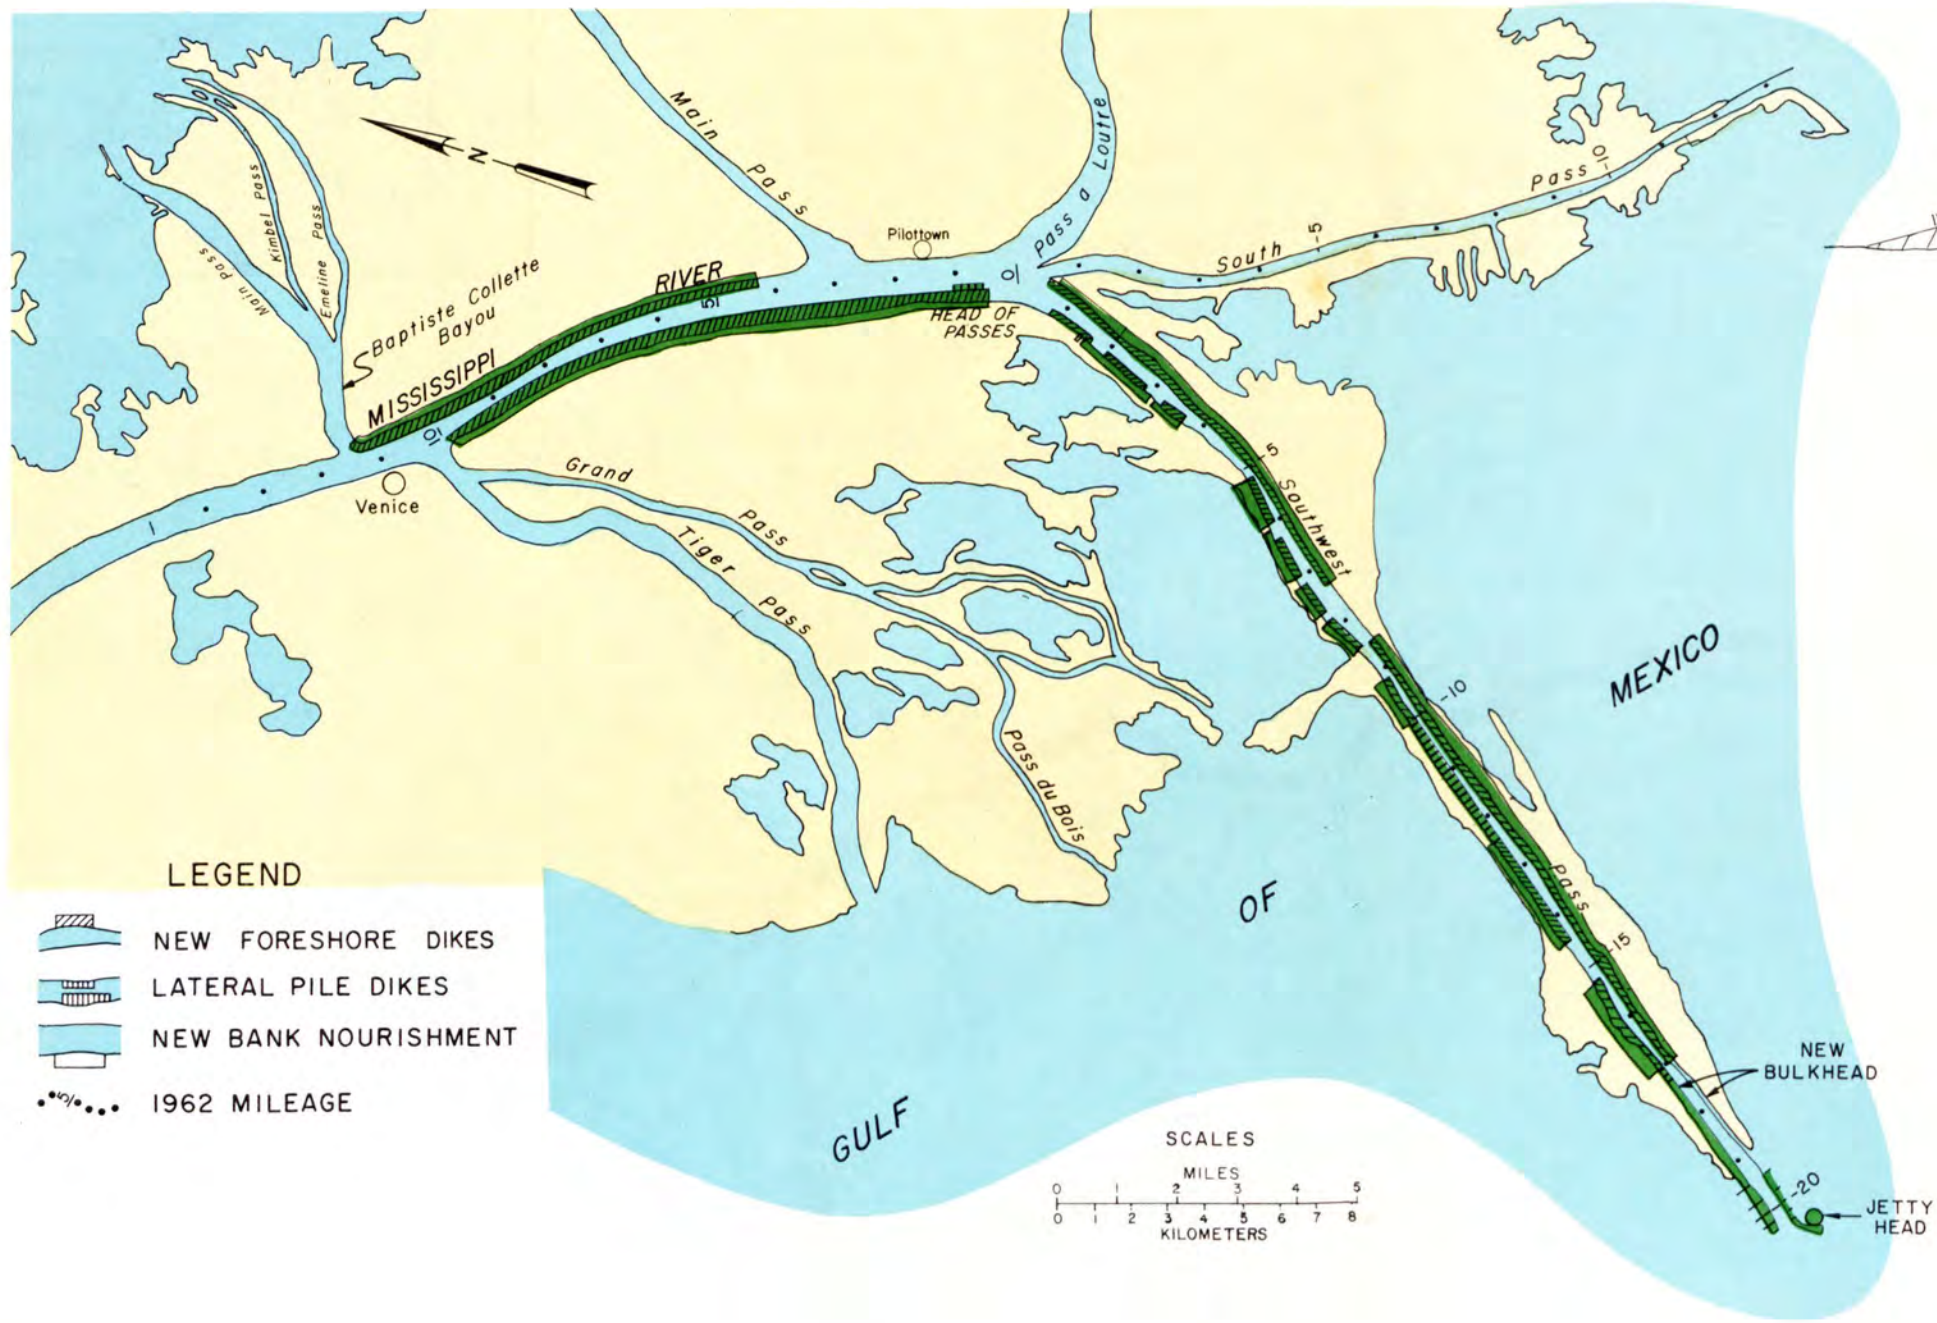 Main Pass
Pass a Loutre
N
Kimbel Pass
Emeline Pass
Main Pass
Baptiste Collette
Bayou
Pilottown
South Pass
-5
-10
MISSISSIPPI RIVER
5
0
10
HEAD OF
PASSES
Venice
Grand Pass
Tiger Pass
Pass du Bois
Southwest Pass
-5
-10
-15
-20
GULF OF MEXICO
NEW
BULKHEAD
JETTY
HEAD
LEGEND
NEW FORESHORE DIKES
LATERAL PILE DIKES
NEW BANK NOURISHMENT
5
1962 MILEAGE
SCALES
MILES
0 1 2 3 4 5
0 1 2 3 4 5 6 7 8
KILOMETERS